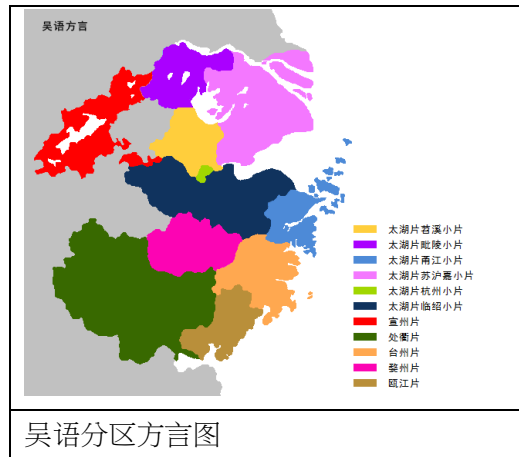 吴语方言
太湖片苕溪小片
太湖片毗陵小片
太湖片甬江小片
太湖片苏沪嘉小片
太湖片杭州小片
太湖片临绍小片
宣州片
处衢片
台州片
婺州片
瓯江片
吴语分区方言图